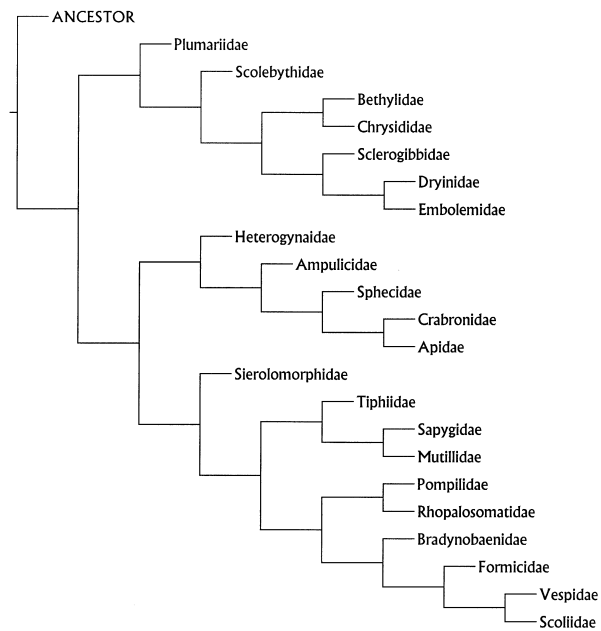 ANCESTOR
Plumariidae
Scolebythidae
Bethylidae
Chrysididae
Sclerogibbidae
Dryinidae
Embolemidae
Heterogynaidae
Ampulicidae
Sphecidae
Crabronidae
Apidae
Sierolomorphidae
Tiphiidae
Sapygidae
Mutillidae
Pompilidae
Rhopalosomatidae
Bradynobaenidae
Formicidae
Vespidae
Scoliidae